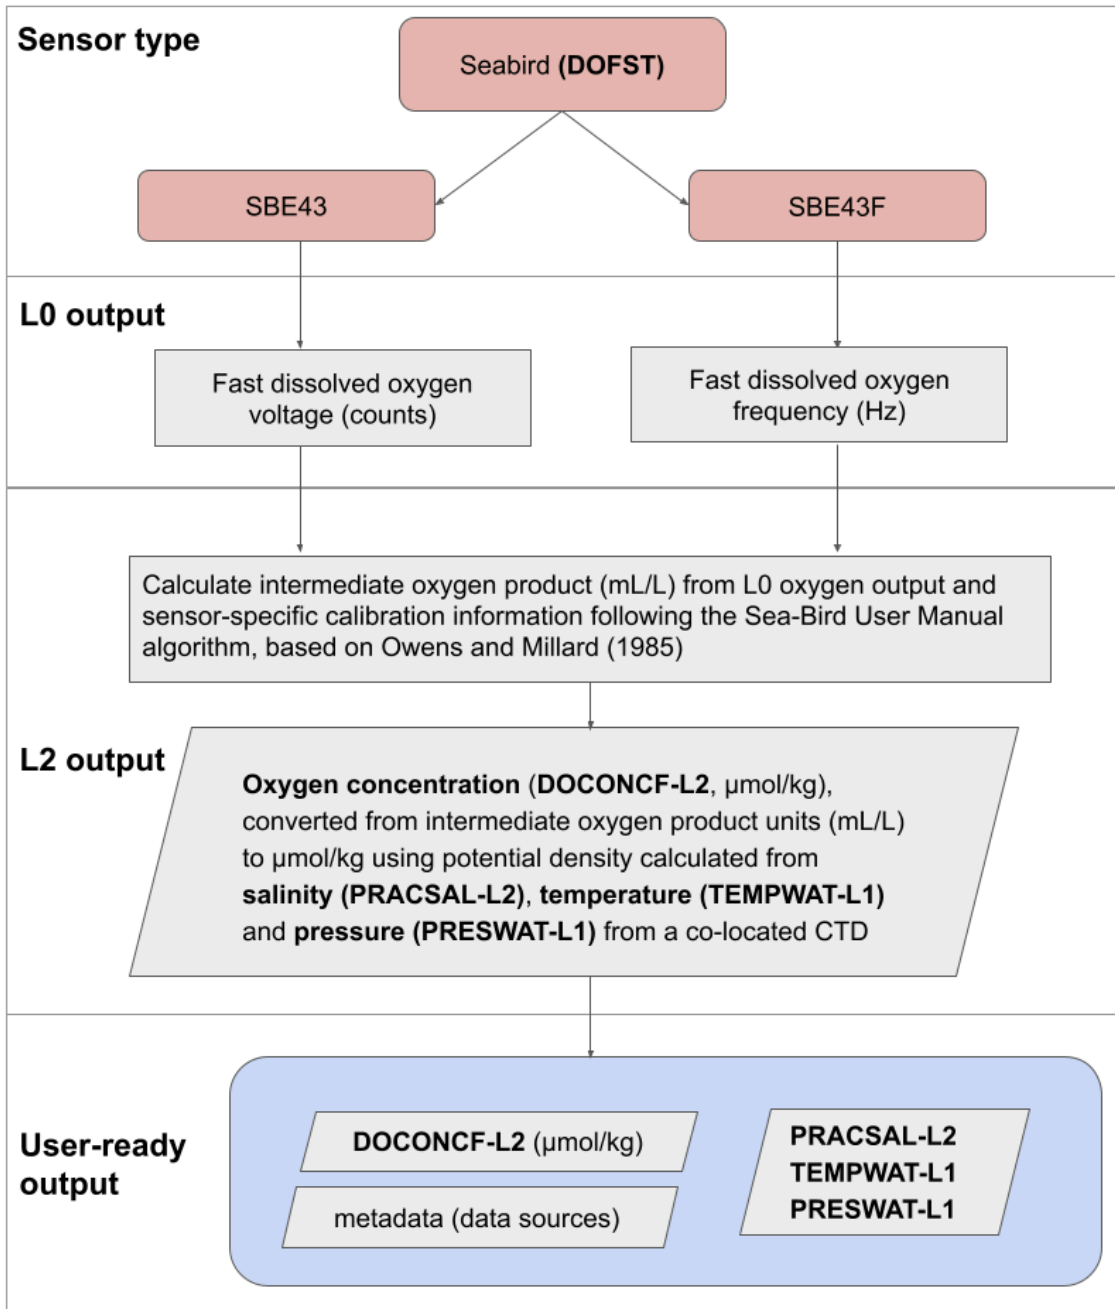 Sensor type
Seabird (DOFST)
SBE43
SBE43F
L0 output
Fast dissolved oxygen
voltage (counts)
Fast dissolved oxygen
frequency (Hz)
Calculate intermediate oxygen product (mL/L) from L0 oxygen output and
sensor-specific calibration information following the Sea-Bird User Manual
algorithm, based on Owens and Millard (1985)
L2 output
Oxygen concentration (DOCONCF-L2, µmol/kg),
converted from intermediate oxygen product units (mL/L)
to µmol/kg using potential density calculated from
salinity (PRACSAL-L2), temperature (TEMPWAT-L1)
and pressure (PRESWAT-L1) from a co-located CTD
User-ready
output
DOCONCF-L2 (µmol/kg)
metadata (data sources)
PRACSAL-L2
TEMPWAT-L1
PRESWAT-L1